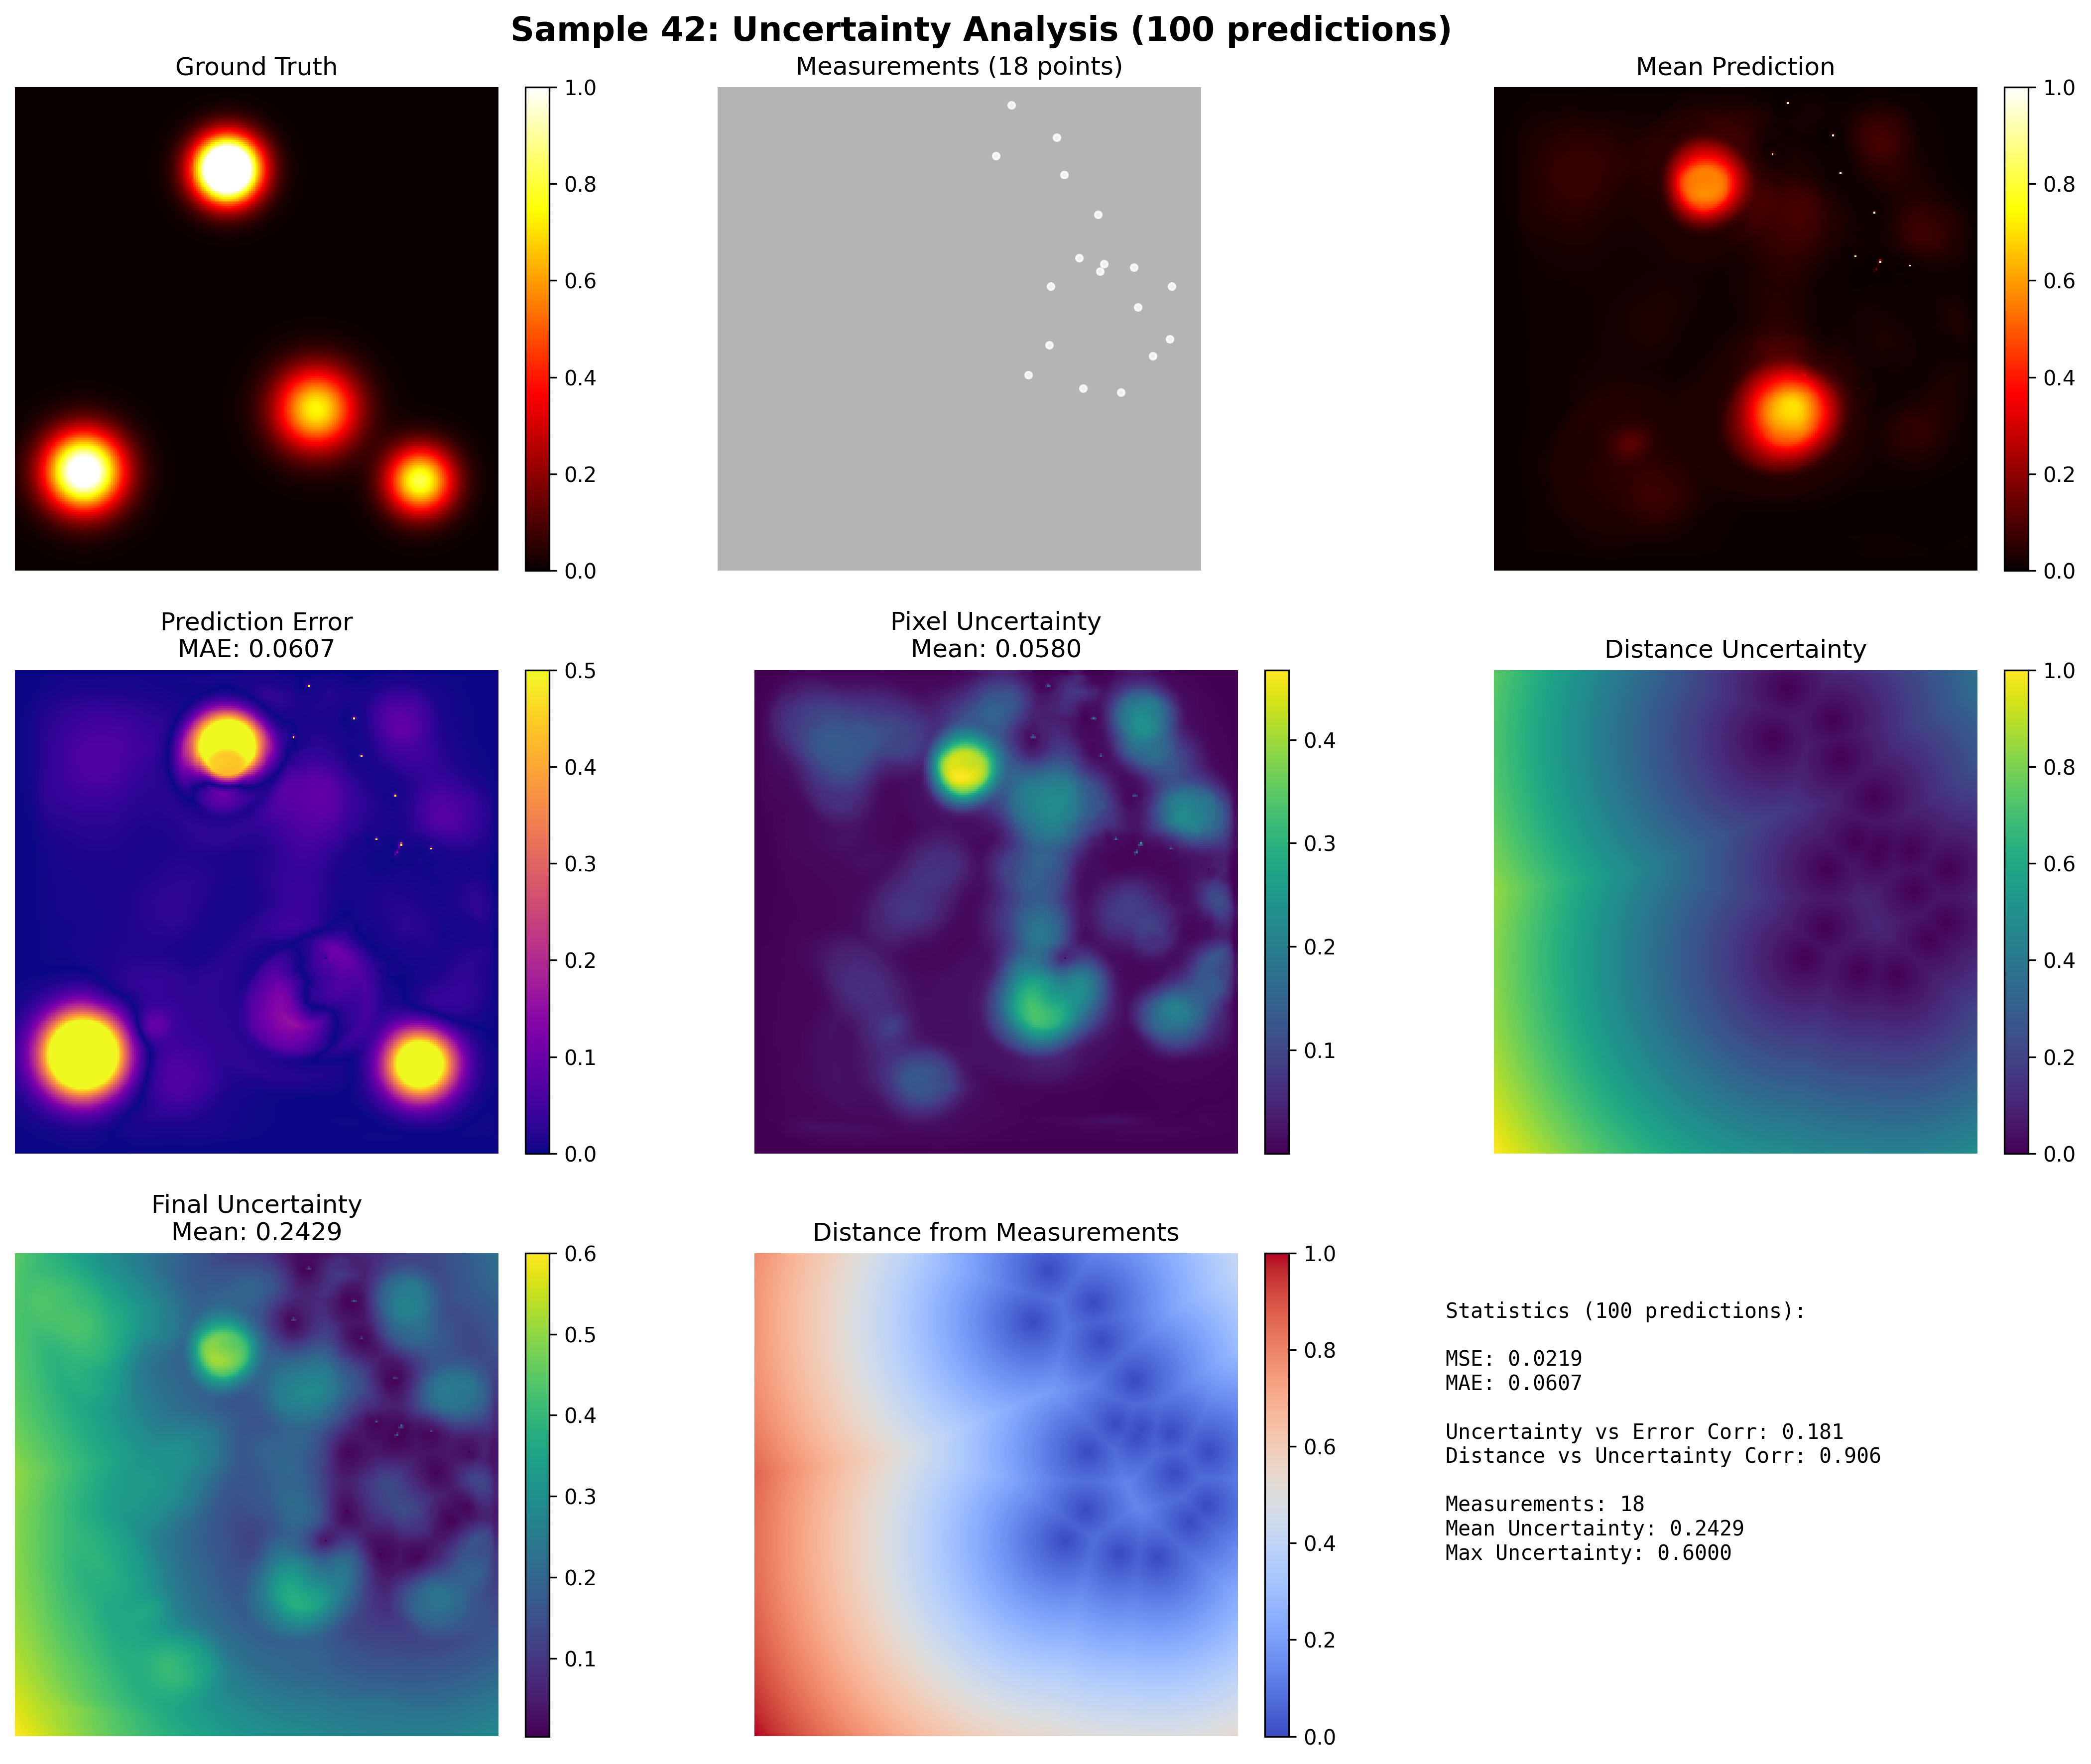 Sample 42: Uncertainty Analysis (100 predictions)
Ground Truth
1.0
0.8
0.6
0.4
0.2
0.0
Measurements (18 points)
Mean Prediction
1.0
0.8
0.6
0.4
0.2
0.0
Prediction Error
MAE: 0.0607
0.5
0.4
0.3
0.2
0.1
0.0
Pixel Uncertainty
Mean: 0.0580
0.4
0.3
0.2
0.1
Distance Uncertainty
1.0
0.8
0.6
0.4
0.2
0.0
Final Uncertainty
Mean: 0.2429
0.6
0.5
0.4
0.3
0.2
0.1
Distance from Measurements
1.0
0.8
0.6
0.4
0.2
0.0
Statistics (100 predictions):
MSE: 0.0219
MAE: 0.0607
Uncertainty vs Error Corr: 0.181
Distance vs Uncertainty Corr: 0.906
Measurements: 18
Mean Uncertainty: 0.2429
Max Uncertainty: 0.6000